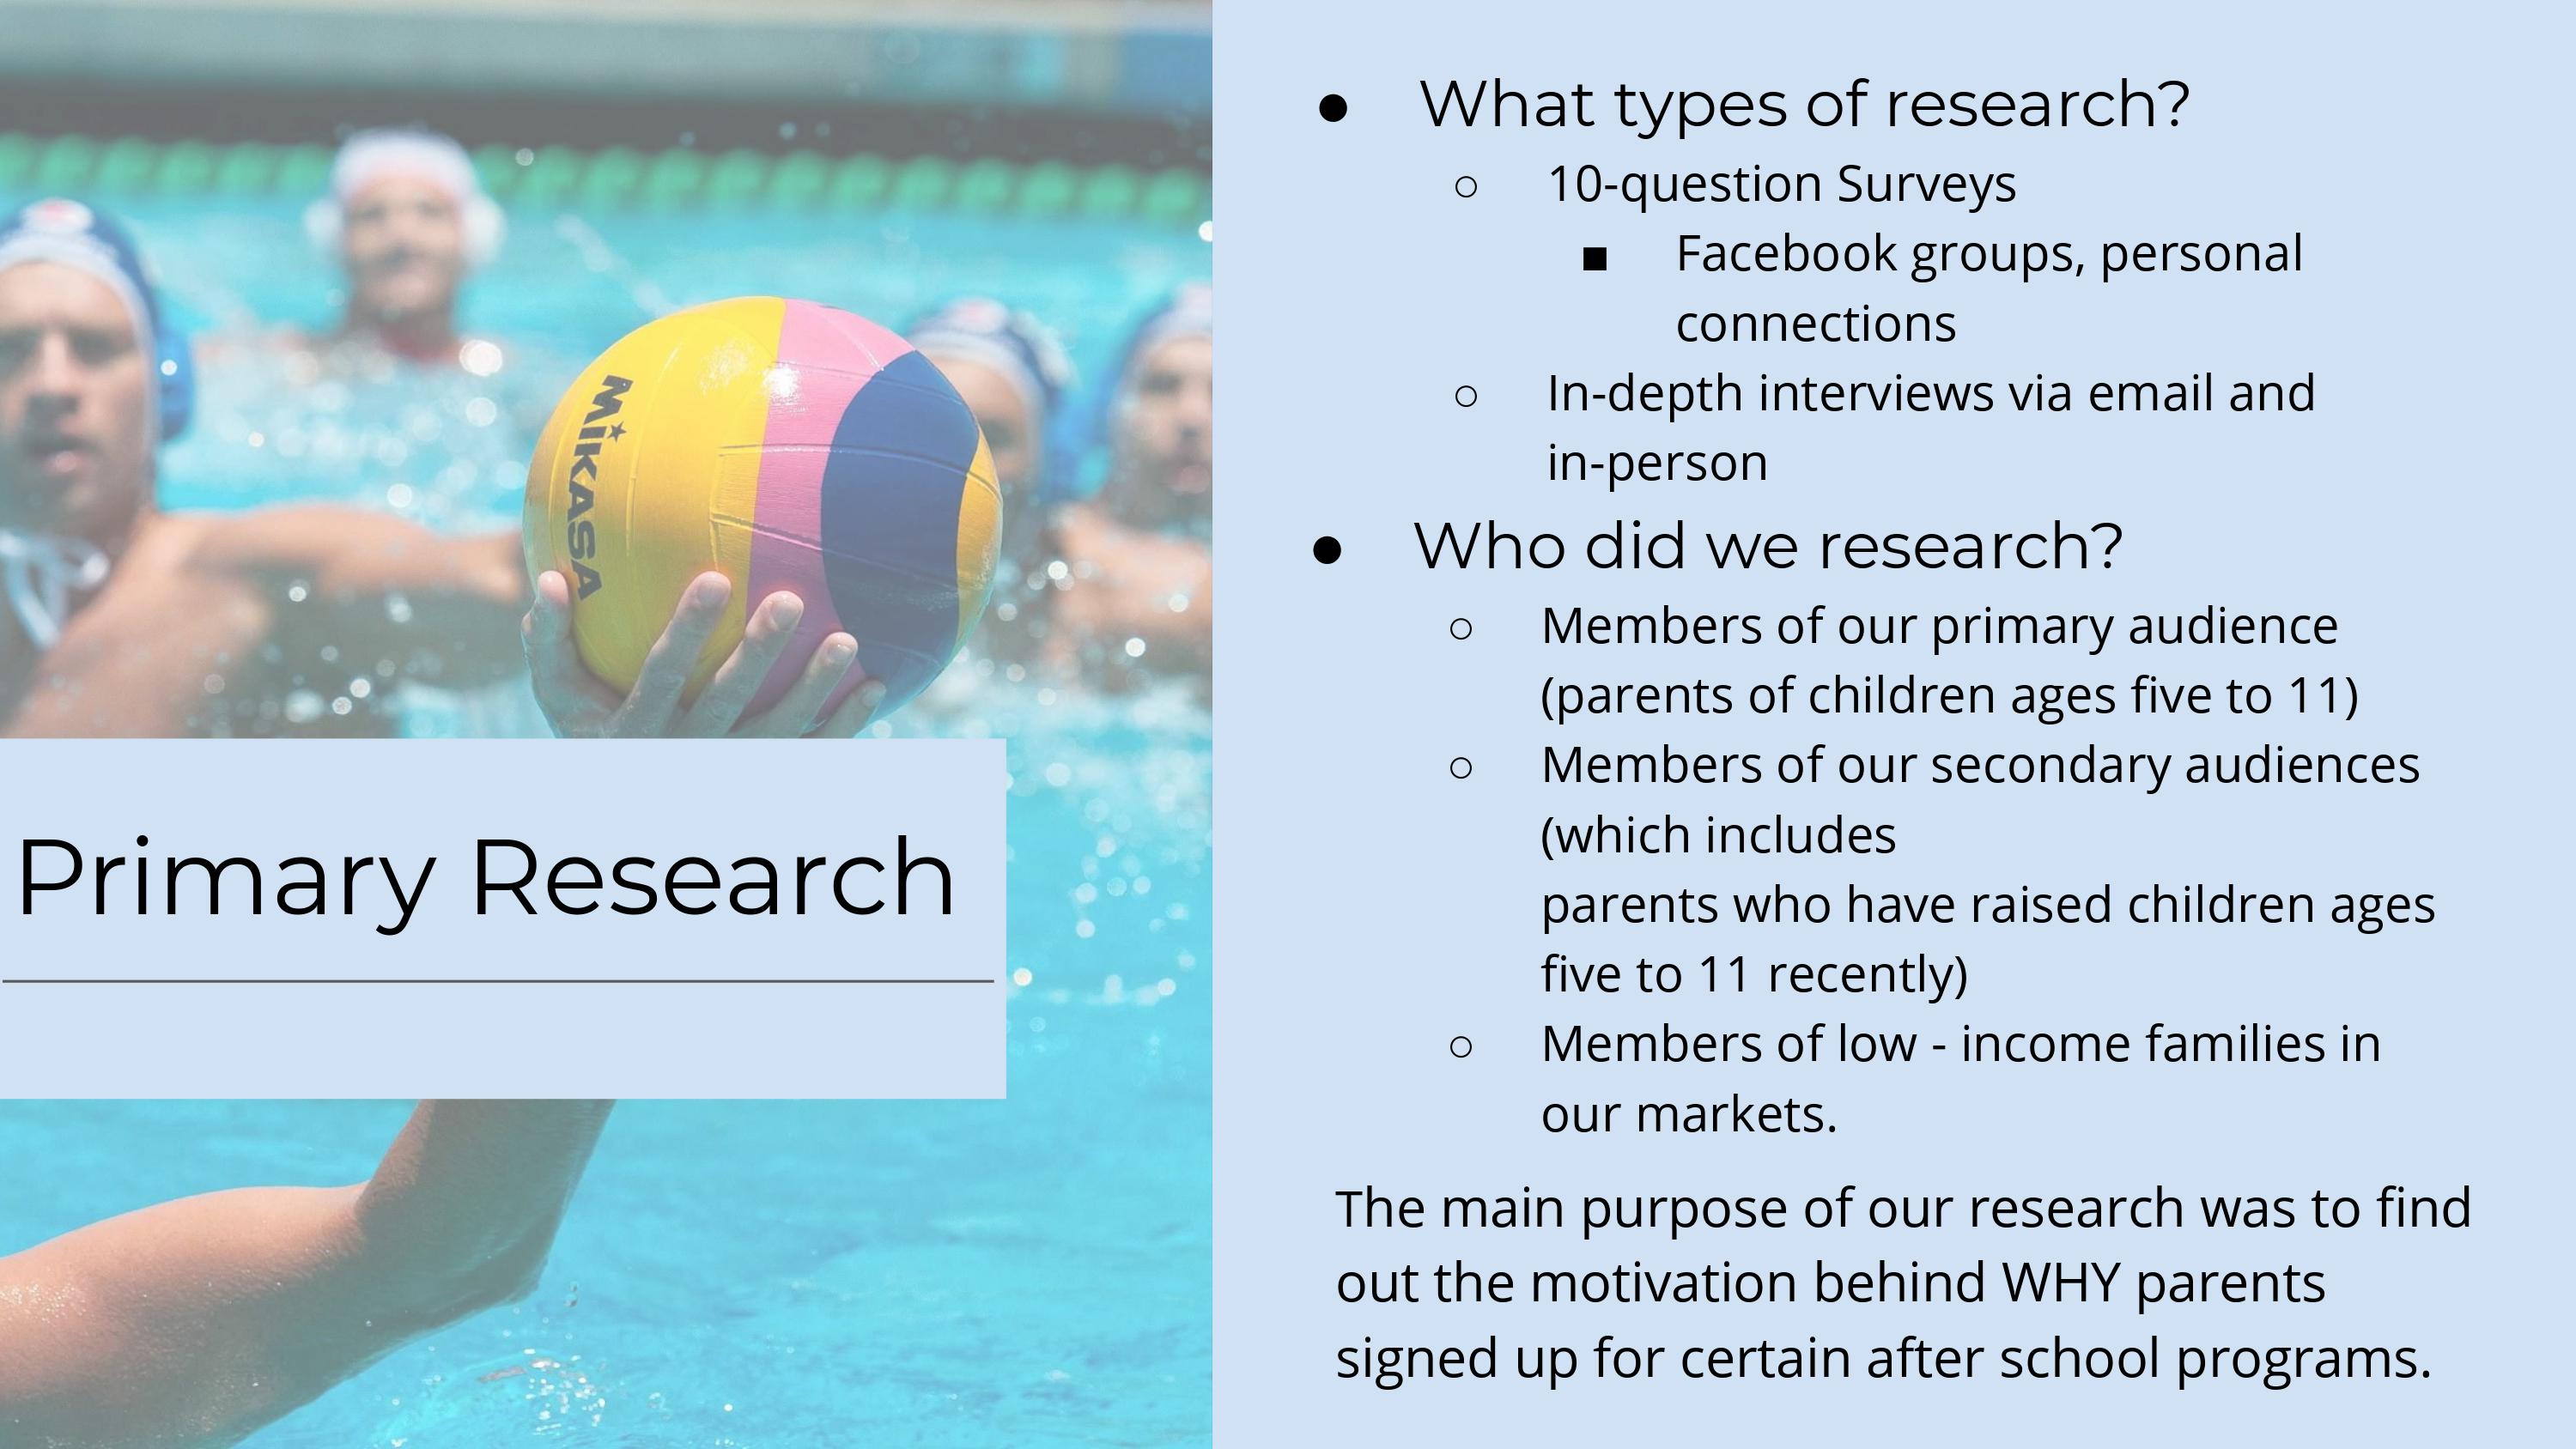 MIKASA
Primary Research
● What types of research?
○ 10-question Surveys
■ Facebook groups, personal
connections
○ In-depth interviews via email and
in-person
● Who did we research?
○ Members of our primary audience
(parents of children ages five to 11)
○ Members of our secondary audiences
(which includes
parents who have raised children ages
five to 11 recently)
○ Members of low - income families in
our markets.
The main purpose of our research was to find
out the motivation behind WHY parents
signed up for certain after school programs.